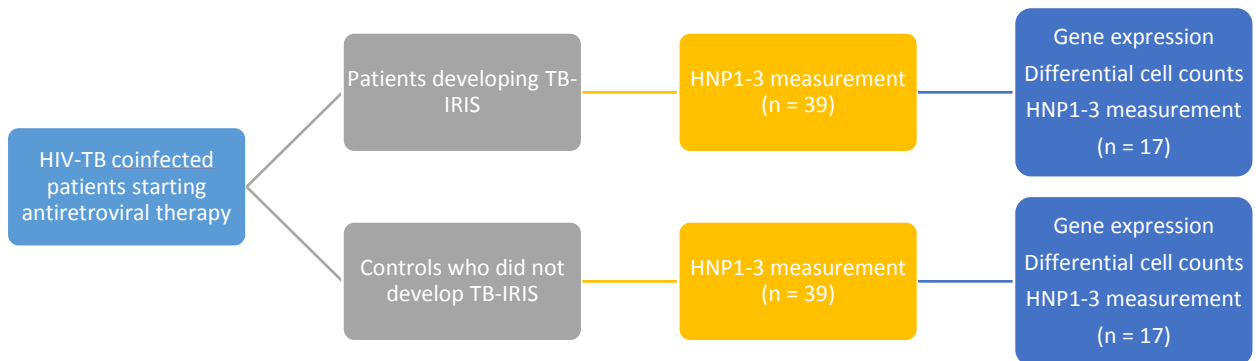 HIV-TB coinfected
patients starting
antiretroviral therapy
Patients developing TB-
IRIS
HNP1-3 measurement
(n = 39)
Gene expression
Differential cell counts
HNP1-3 measurement
(n = 17)
Controls who did not
develop TB-IRIS
HNP1-3 measurement
(n = 39)
Gene expression
Differential cell counts
HNP1-3 measurement
(n = 17)